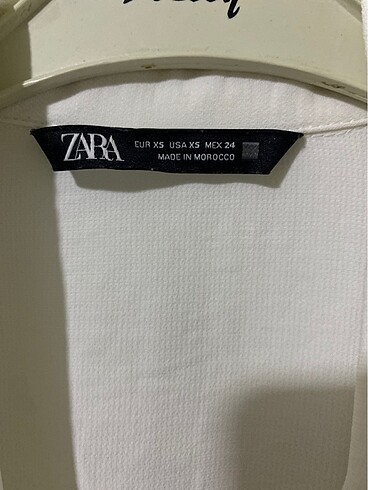 ZARA
EUR XS USA XS MEX 24
MADE IN MOROCCO